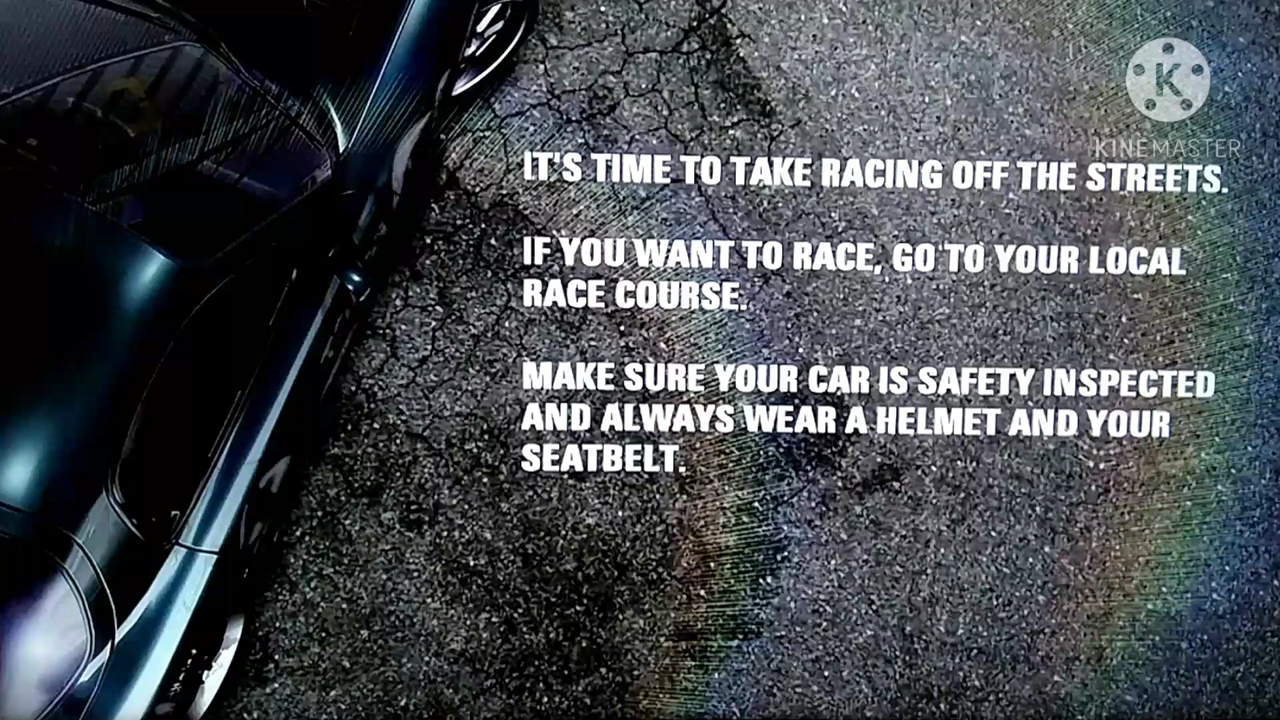 K
KINEMASTER
IT'S TIME TO TAKE RACING OFF THE STREETS.
IF YOU WANT TO RACE, GO TO YOUR LOCAL
RACE COURSE.
MAKE SURE YOUR CAR IS SAFETY INSPECTED
AND ALWAYS WEAR A HELMET AND YOUR
SEATBELT.